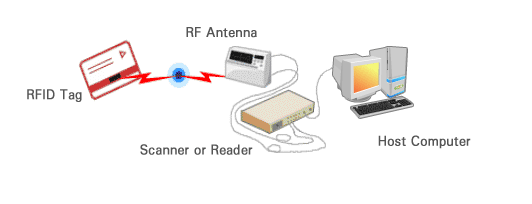 RF Antenna
RFID Tag
Scanner or Reader
Host Computer